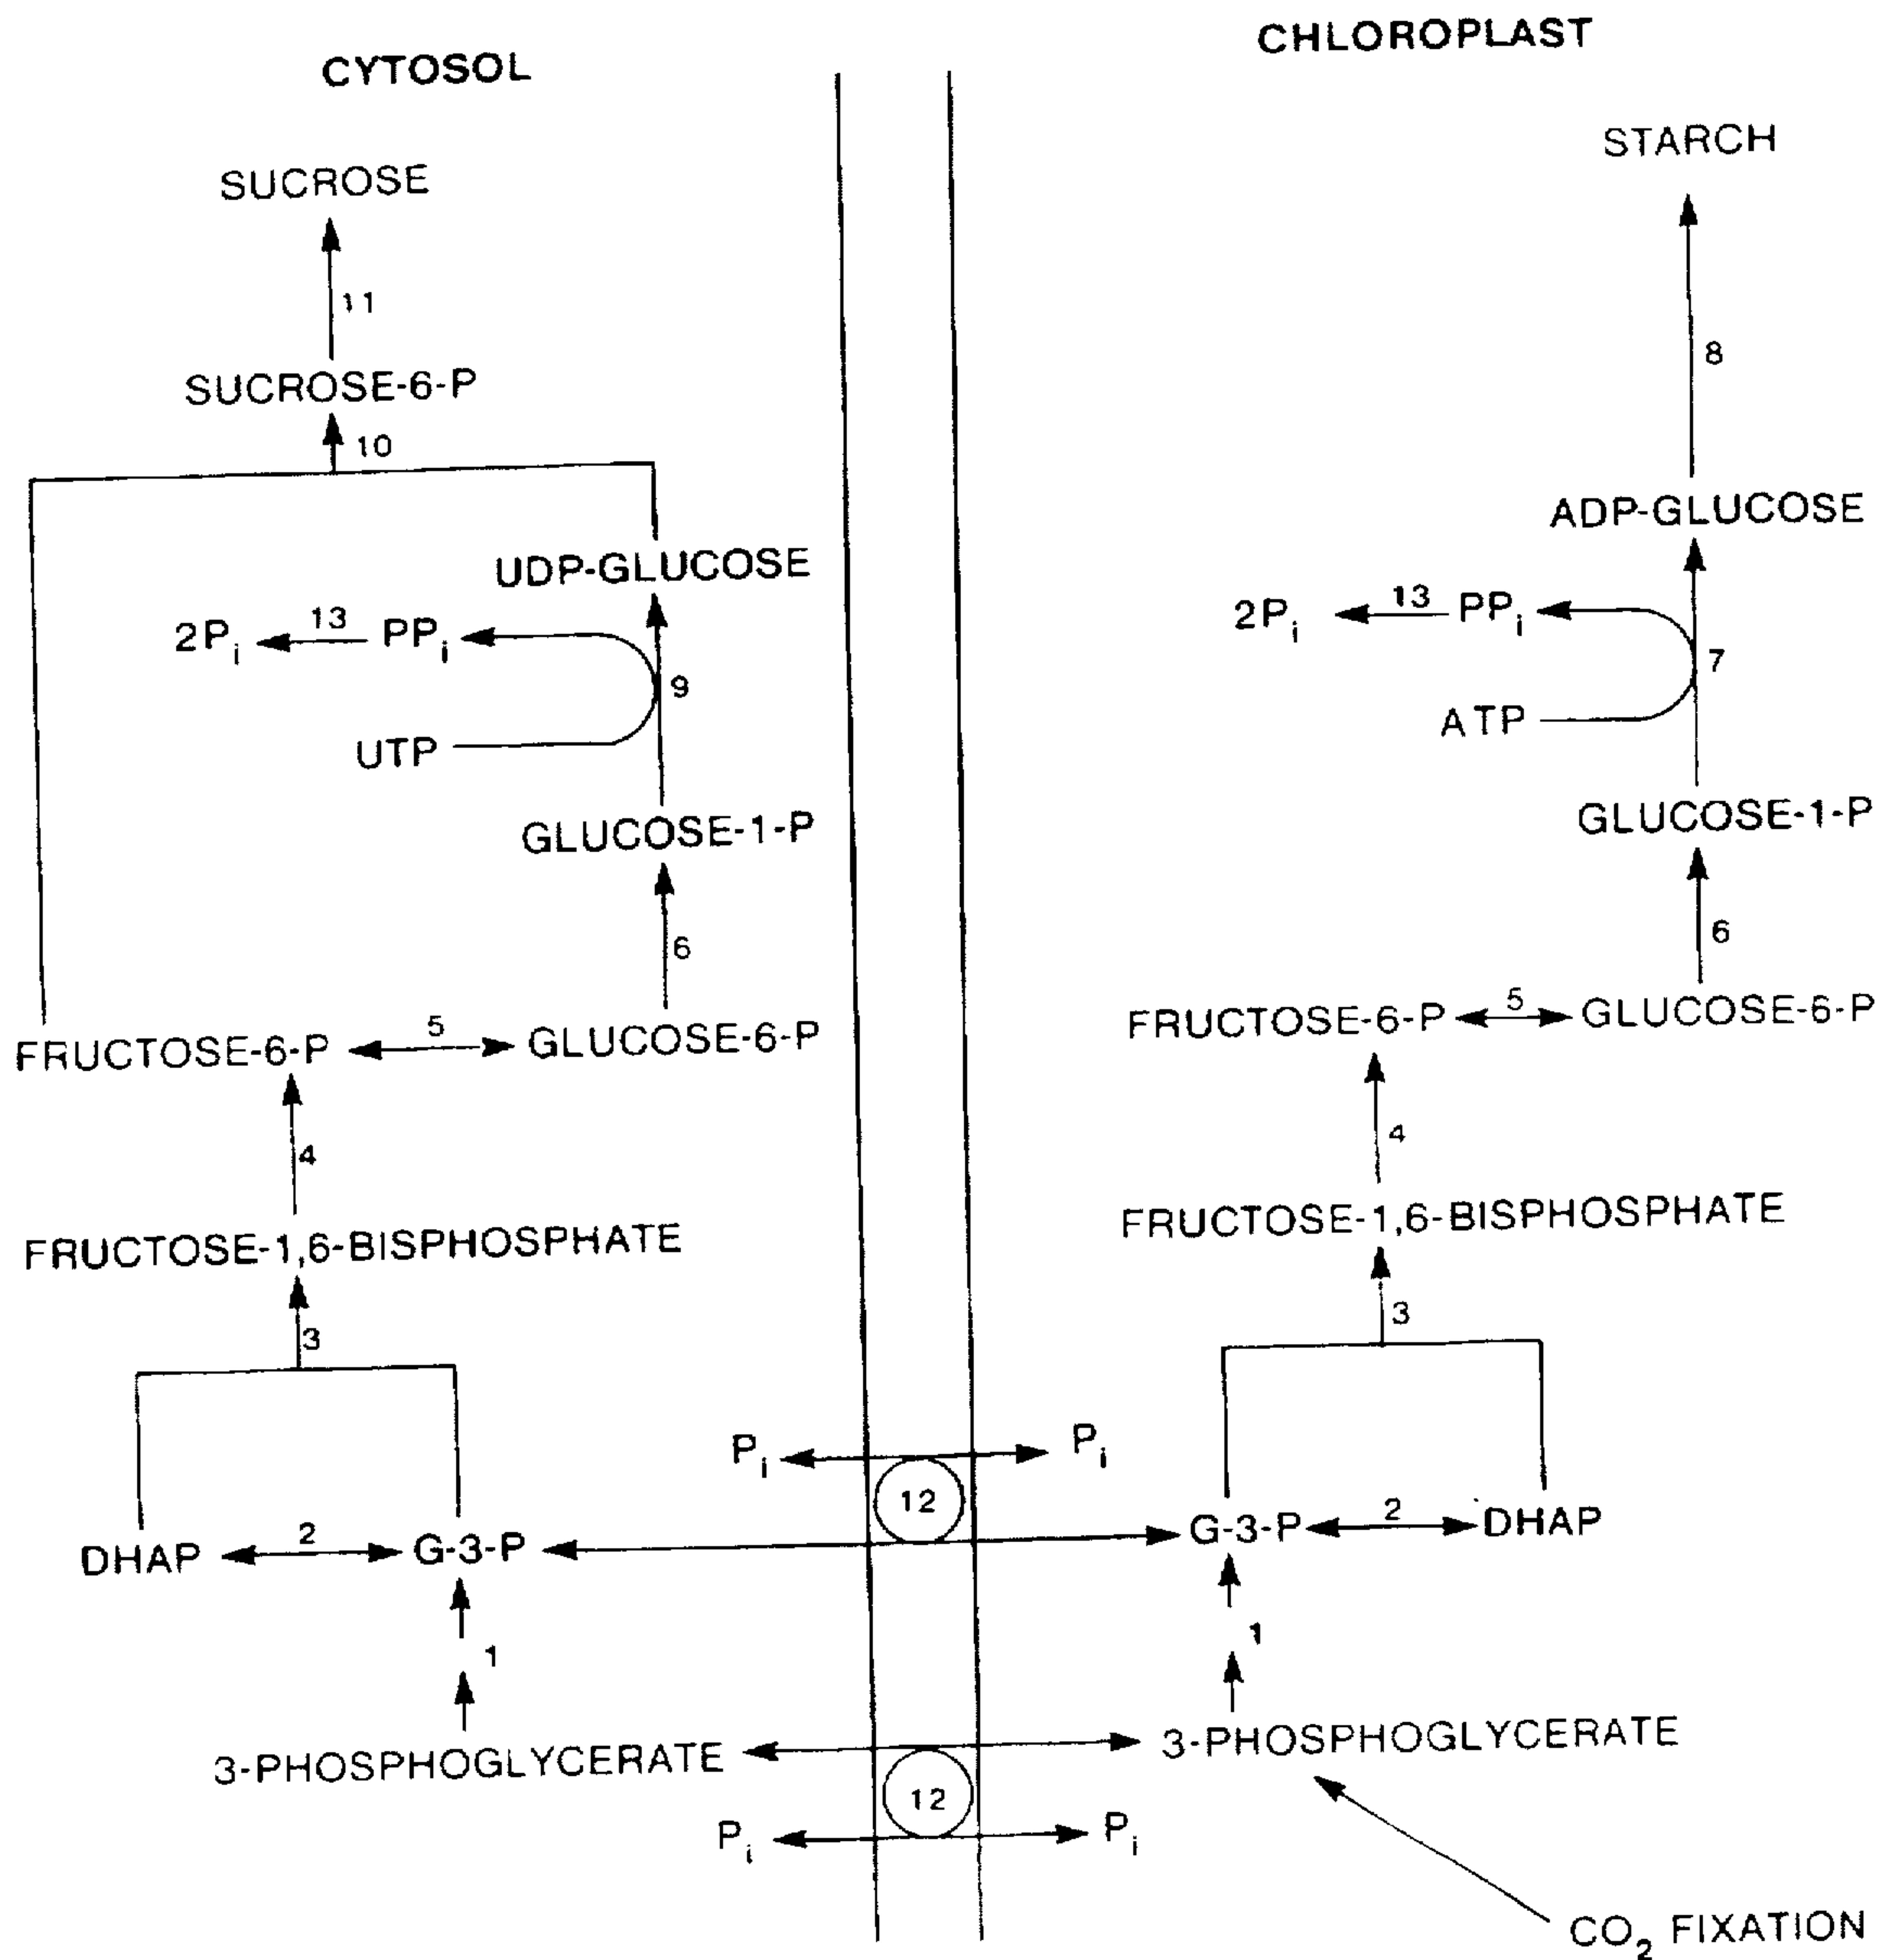 CYTOSOL
SUCROSE
11
SUCROSE-6-P
10
UDP-GLUCOSE
2Pi 13 PPi
9
UTP
GLUCOSE-1-P
6
FRUCTOSE-6-P 5 GLUCOSE-6-P
4
FRUCTOSE-1,6-BISPHOSPHATE
3
DHAP 2 G-3-P
1
3-PHOSPHOGLYCERATE
Pi 12 Pi
12
Pi Pi
CHLOROPLAST
STARCH
8
ADP-GLUCOSE
2Pi 13 PPi
7
ATP
GLUCOSE-1-P
6
FRUCTOSE-6-P 5 GLUCOSE-6-P
4
FRUCTOSE-1,6-BISPHOSPHATE
3
G-3-P 2 DHAP
1
3-PHOSPHOGLYCERATE
CO2 FIXATION